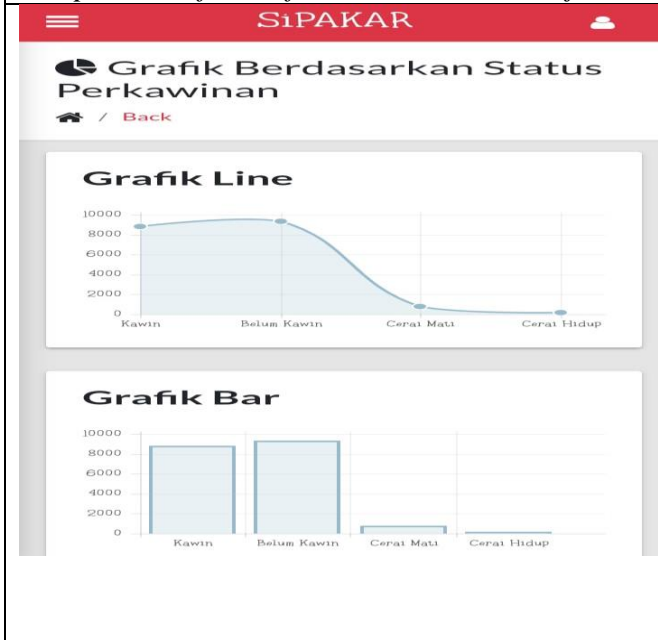 SiPAKAR
Grafik Berdasarkan Status
Perkawinan
/ Back
Grafik Line
10000
8000
6000
4000
2000
0
Kawin Belum Kawin Cerai Mati Cerai Hidup
Grafik Bar
10000
8000
6000
4000
2000
0
Kawin Belum Kawin Cerai Mati Cerai Hidup